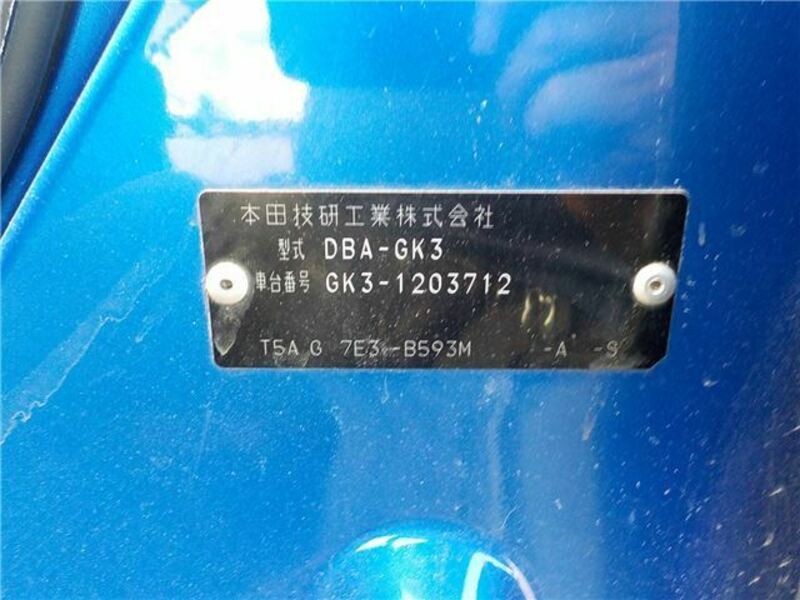 本田技研工業株式会社
型式 DBA-GK3
車台番号 GK3-1203712
T5A G 7E3 -B593M -A -S